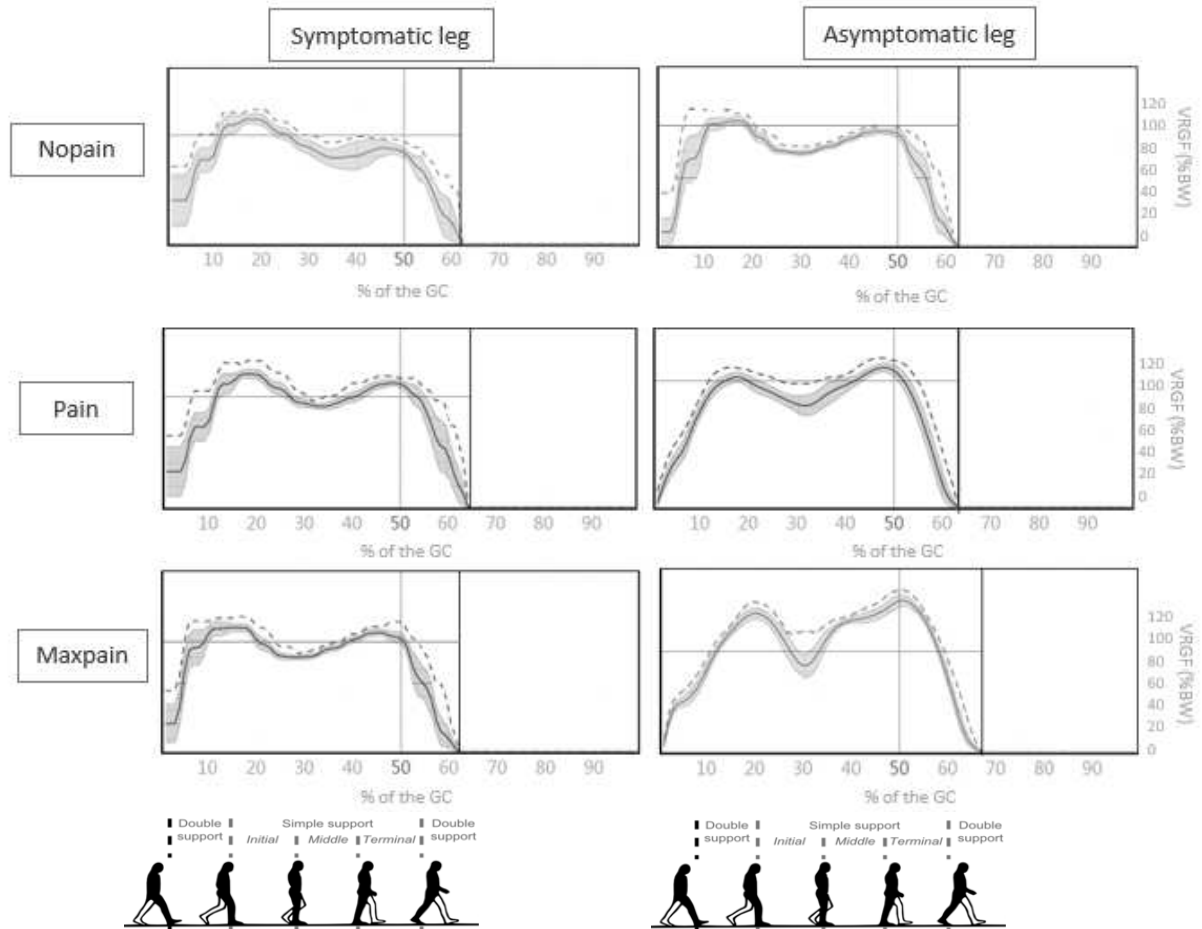 Symptomatic leg
Asymptomatic leg
Nopain
120
100
80
60
40
20
0
VRGF (%BW)
10 20 30 40 50 60 70 80 90
% of the GC
10 20 30 40 50 60 70 80 90
% of the GC
Pain
120
100
80
60
40
20
0
VRGF (%BW)
10 20 30 40 50 60 70 80 90
% of the GC
10 20 30 40 50 60 70 80 90
% of the GC
Maxpain
120
100
80
60
40
20
0
VRGF (%BW)
10 20 30 40 50 60 70 80 90
% of the GC
10 20 30 40 50 60 70 80 90
% of the GC
Double support
Simple support
Initial Middle Terminal
Double support
Double support
Simple support
Initial Middle Terminal
Double support